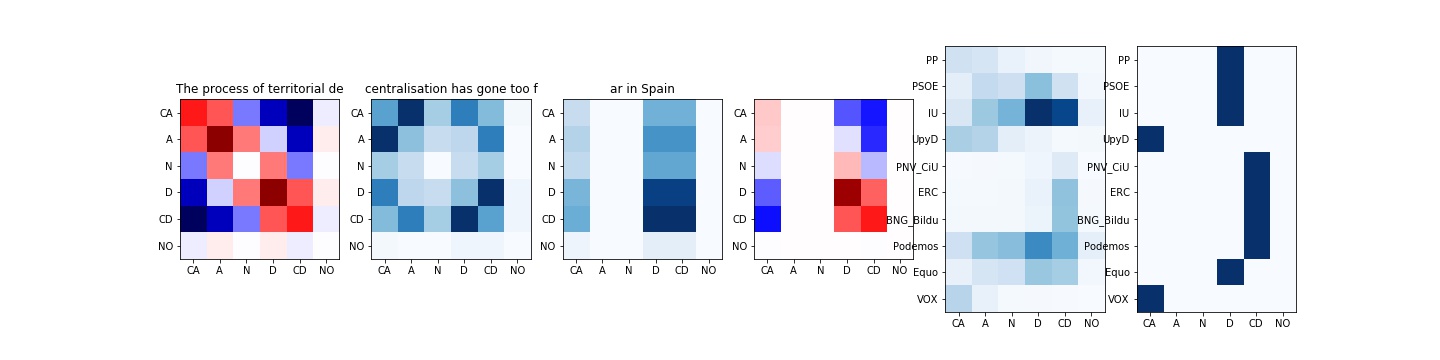 The process of territorial de
centralisation has gone too f
ar in Spain
CA
A
N
D
CD
NO
CA A N D CD NO
CA
A
N
D
CD
NO
CA A N D CD NO
CA
A
N
D
CD
NO
CA A N D CD NO
CA
A
N
D
CD
NO
CA A N D CD NO
PP
PSOE
IU
UpyD
PNV_CiU
ERC
BNG_Bildu
Podemos
Equo
VOX
CA A N D CD NO
PP
PSOE
IU
UpyD
PNV_CiU
ERC
BNG_Bildu
Podemos
Equo
VOX
CA A N D CD NO